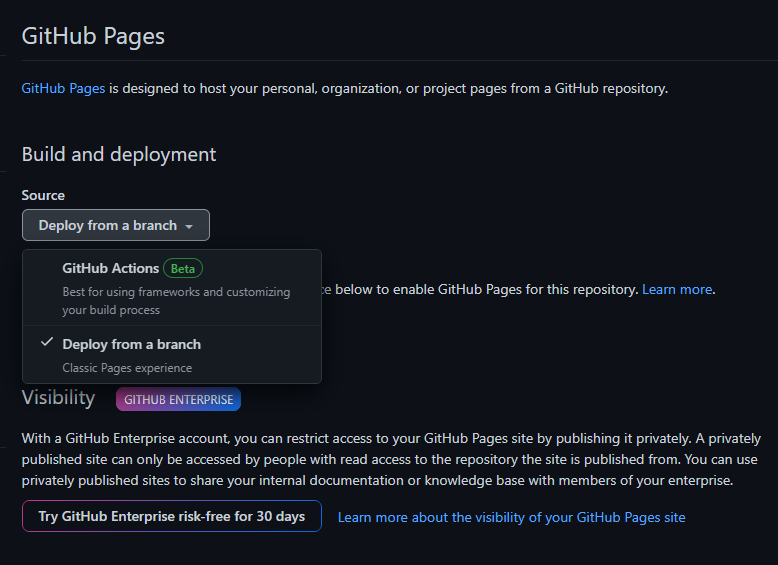 GitHub Pages
GitHub Pages is designed to host your personal, organization, or project pages from a GitHub repository.
Build and deployment
Source
Deploy from a branch
GitHub Actions Beta
Best for using frameworks and customizing
your build process
below to enable GitHub Pages for this repository. Learn more.
Deploy from a branch
Classic Pages experience
Visibility GITHUB ENTERPRISE
With a GitHub Enterprise account, you can restrict access to your GitHub Pages site by publishing it privately. A privately
published site can only be accessed by people with read access to the repository the site is published from. You can use
privately published sites to share your internal documentation or knowledge base with members of your enterprise.
Try GitHub Enterprise risk-free for 30 days
Learn more about the visibility of your GitHub Pages site